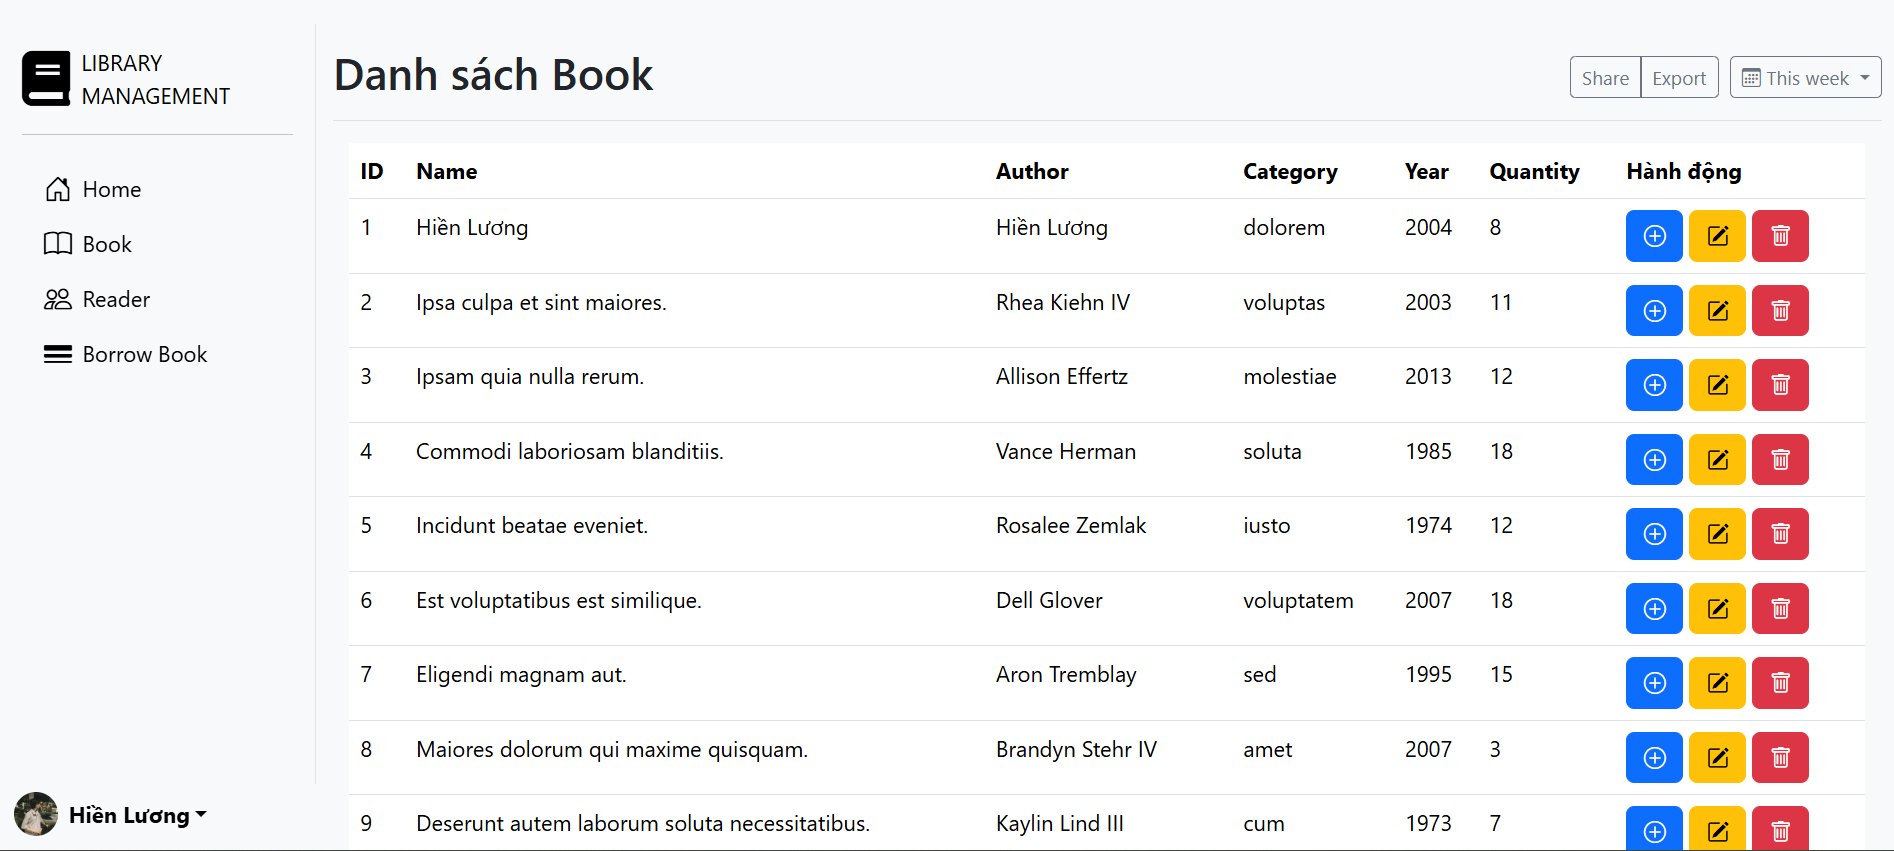 LIBRARY
MANAGEMENT
Home
Book
Reader
Borrow Book
Hiền Lương
Danh sách Book
Share Export This week
ID Name Author Category Year Quantity Hành động
1 Hiền Lương Hiền Lương dolorem 2004 8
2 Ipsa culpa et sint maiores. Rhea Kiehn IV voluptas 2003 11
3 Ipsam quia nulla rerum. Allison Effertz molestiae 2013 12
4 Commodi laboriosam blanditiis. Vance Herman soluta 1985 18
5 Incidunt beatae eveniet. Rosalee Zemlak iusto 1974 12
6 Est voluptatibus est similique. Dell Glover voluptatem 2007 18
7 Eligendi magnam aut. Aron Tremblay sed 1995 15
8 Maiores dolorum qui maxime quisquam. Brandyn Stehr IV amet 2007 3
9 Deserunt autem laborum soluta necessitatibus. Kaylin Lind III cum 1973 7